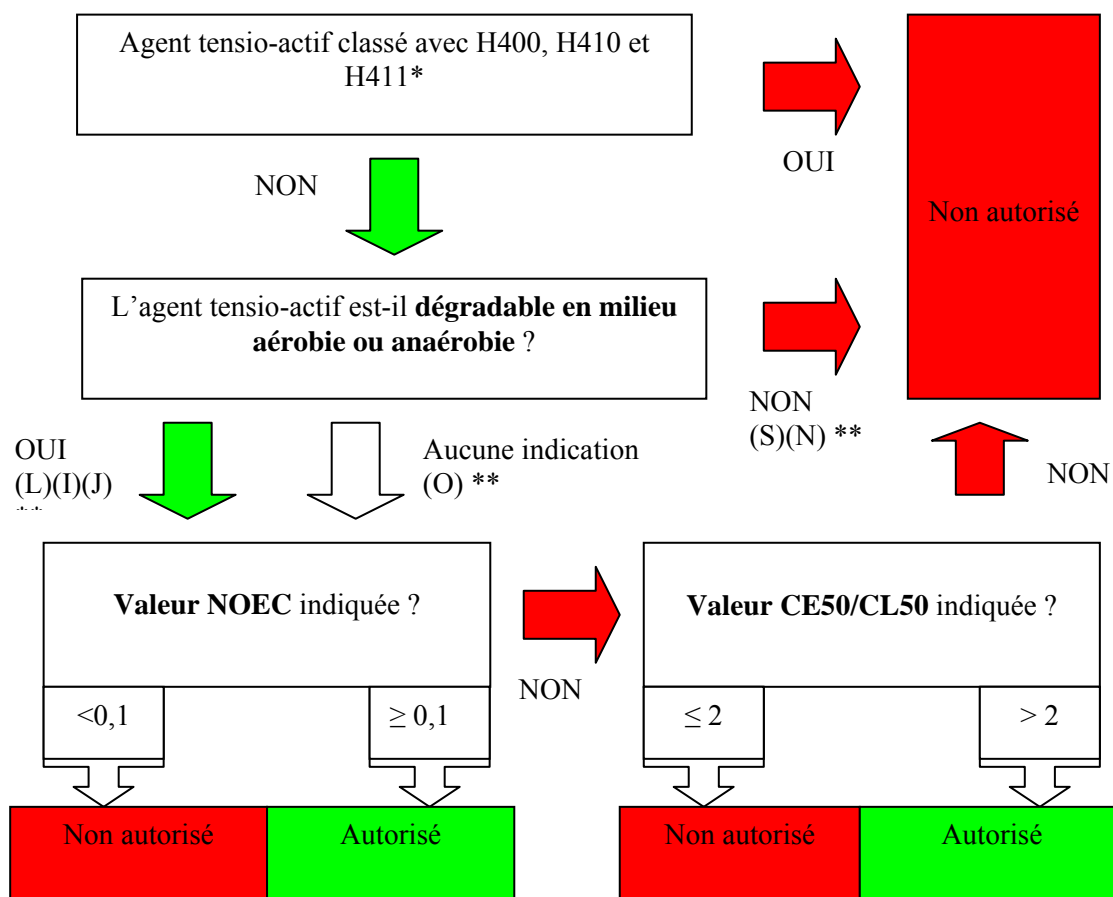 Agent tensio-actif classé avec H400, H410 et
H411*
OUI
Non autorisé
NON
L'agent tensio-actif est-il dégradable en milieu
aérobie ou anaérobie ?
NON
(S)(N) **
OUI
(L)(I)(J)
**
Aucune indication
(O) **
NON
Valeur NOEC indiquée ?
NON
Valeur CE50/CL50 indiquée ?
<0,1
≥ 0,1
≤ 2
> 2
Non autorisé
Autorisé
Non autorisé
Autorisé